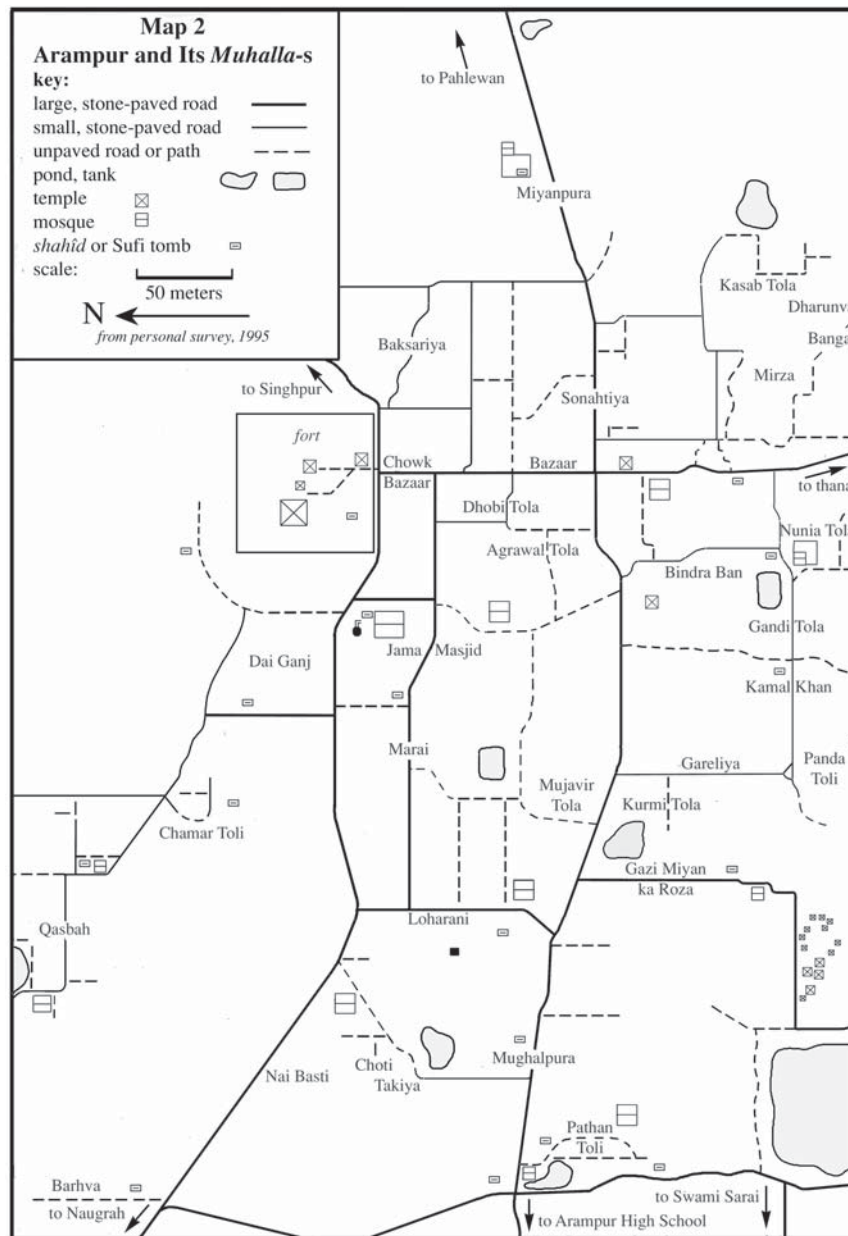 Map 2
Arampur and Its Muhalla-s
key:
large, stone-paved road
small, stone-paved road
unpaved road or path
pond, tank
temple
mosque
shahîd or Sufi tomb
scale:
50 meters
N
from personal survey, 1995
to Pahlewan
Miyanpura
Kasab Tola
Dharunva
Banga
Baksariya
Mirza
to Singhpur
Sonahtiya
fort
Chowk
Bazaar
Bazaar
to thana
Dhobi Tola
Nunia Tola
Agrawal Tola
Bindra Ban
Gandi Tola
Jama Masjid
Dai Ganj
Kamal Khan
Marai
Gareliya
Panda
Toli
Mujavir
Tola
Kurmi Tola
Chamar Toli
Gazi Miyan
ka Roza
Qasbah
Loharani
Mughalpura
Nai Basti
Choti
Takiya
Pathan
Toli
Barhva
to Naugrah
to Swami Sarai
to Arampur High School